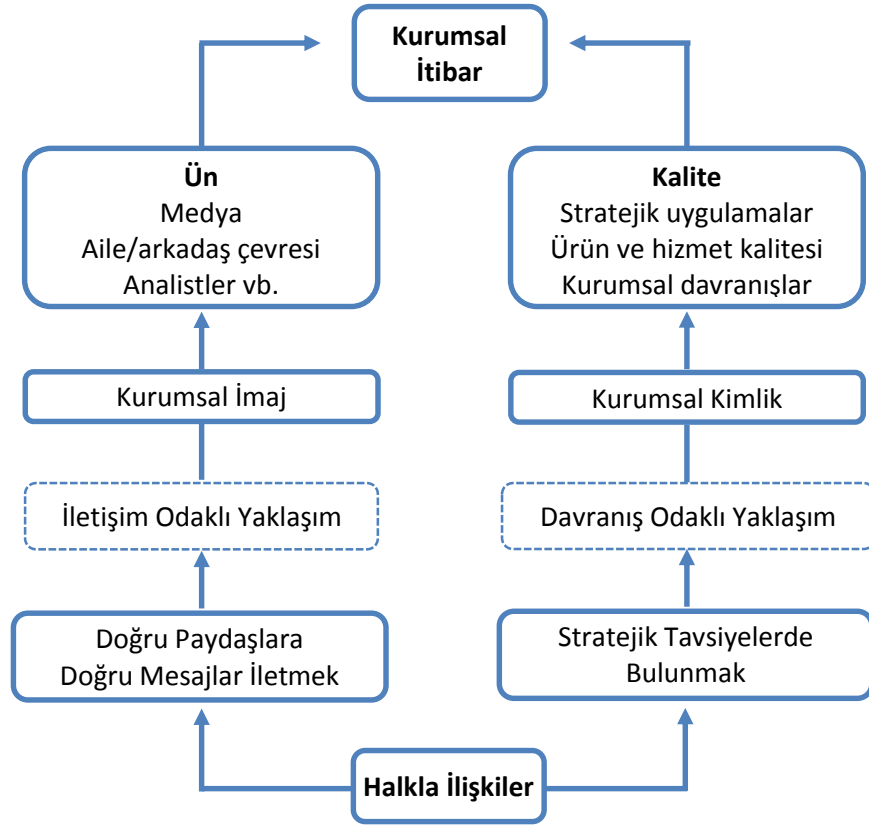 Kurumsal
İtibar
Ün
Medya
Aile/arkadaş çevresi
Analistler vb.
Kalite
Stratejik uygulamalar
Ürün ve hizmet kalitesi
Kurumsal davranışlar
Kurumsal İmaj
Kurumsal Kimlik
İletişim Odaklı Yaklaşım
Davranış Odaklı Yaklaşım
Doğru Paydaşlara
Doğru Mesajlar İletmek
Stratejik Tavsiyelerde
Bulunmak
Halkla İlişkiler